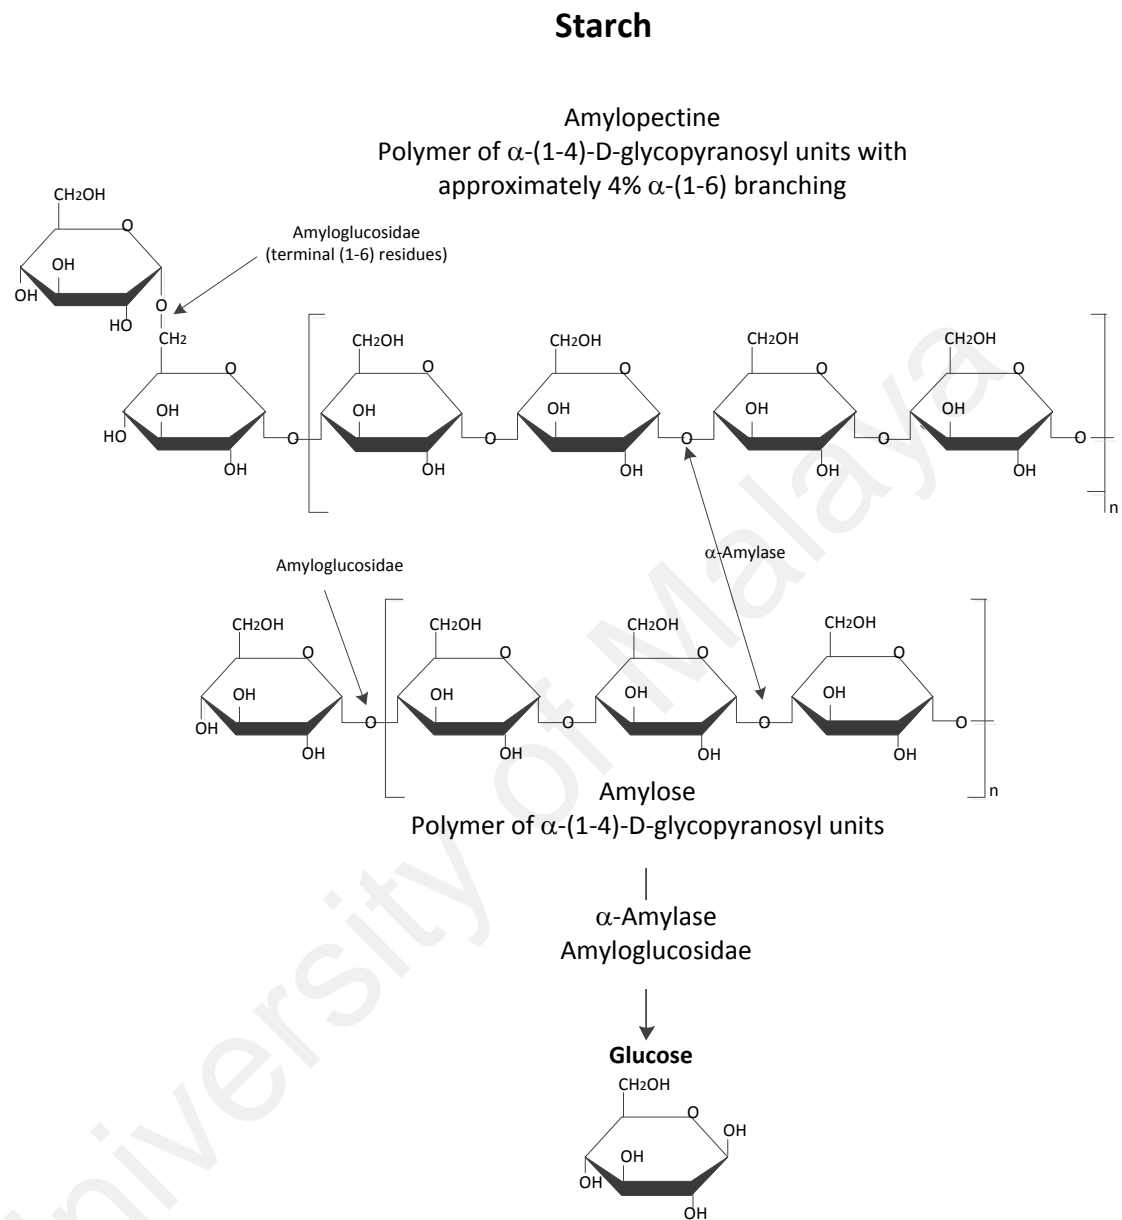 Starch
Amylopectine
Polymer of α-(1-4)-D-glycopyranosyl units with
approximately 4% α-(1-6) branching
CH2OH
O
OH
OH
HO
O
Amyloglucosidae
(terminal (1-6) residues)
CH2
O
OH
HO
OH
O
CH2OH
O
OH
OH
O
CH2OH
O
OH
OH
O
CH2OH
O
OH
OH
O
CH2OH
O
OH
OH
O
n
α-Amylase
Amyloglucosidae
CH2OH
O
OH
OH
OH
O
CH2OH
O
OH
OH
O
CH2OH
O
OH
OH
O
CH2OH
O
OH
OH
O
n
Amylose
Polymer of α-(1-4)-D-glycopyranosyl units
α-Amylase
Amyloglucosidae
Glucose
CH2OH
O
OH
OH
OH
OH
University of Malaya